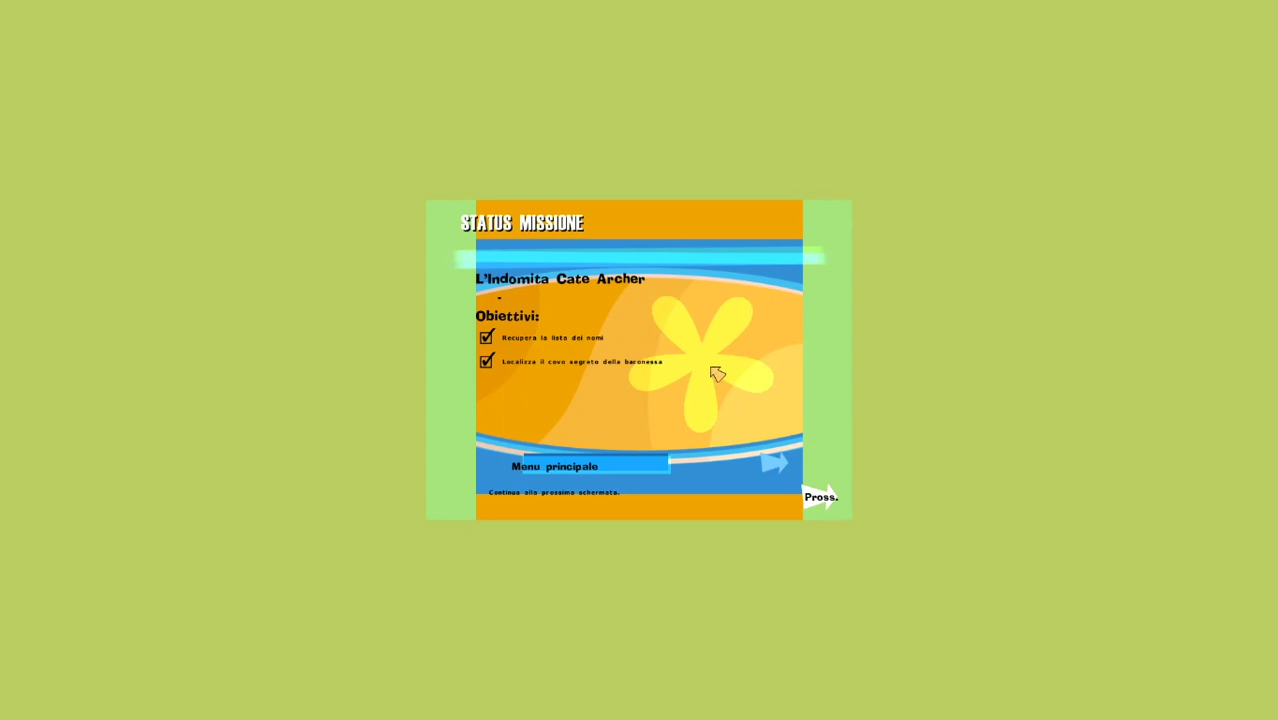 STATUS MISSIONE
L'Indomita Cate Archer
-
Obiettivi:
Recupera la lista dei nomi
Localizza il covo segreto della baronessa
Menu principale
Continua alla prossima schermata.
Pross.